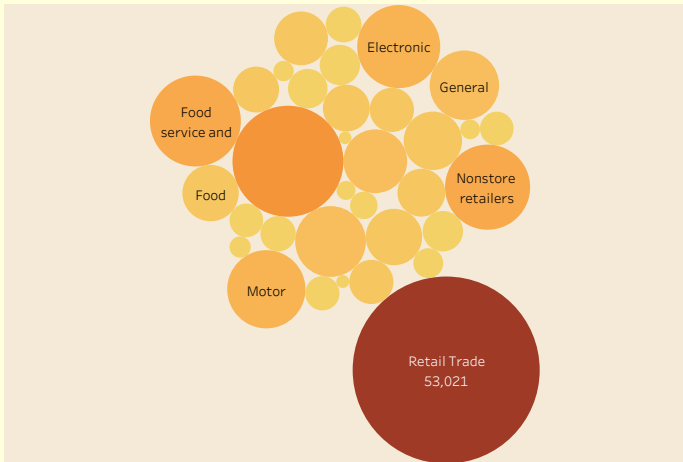 Electronic
General
Food
service and
Nonstore
retailers
Food
Motor
Retail Trade
53,021